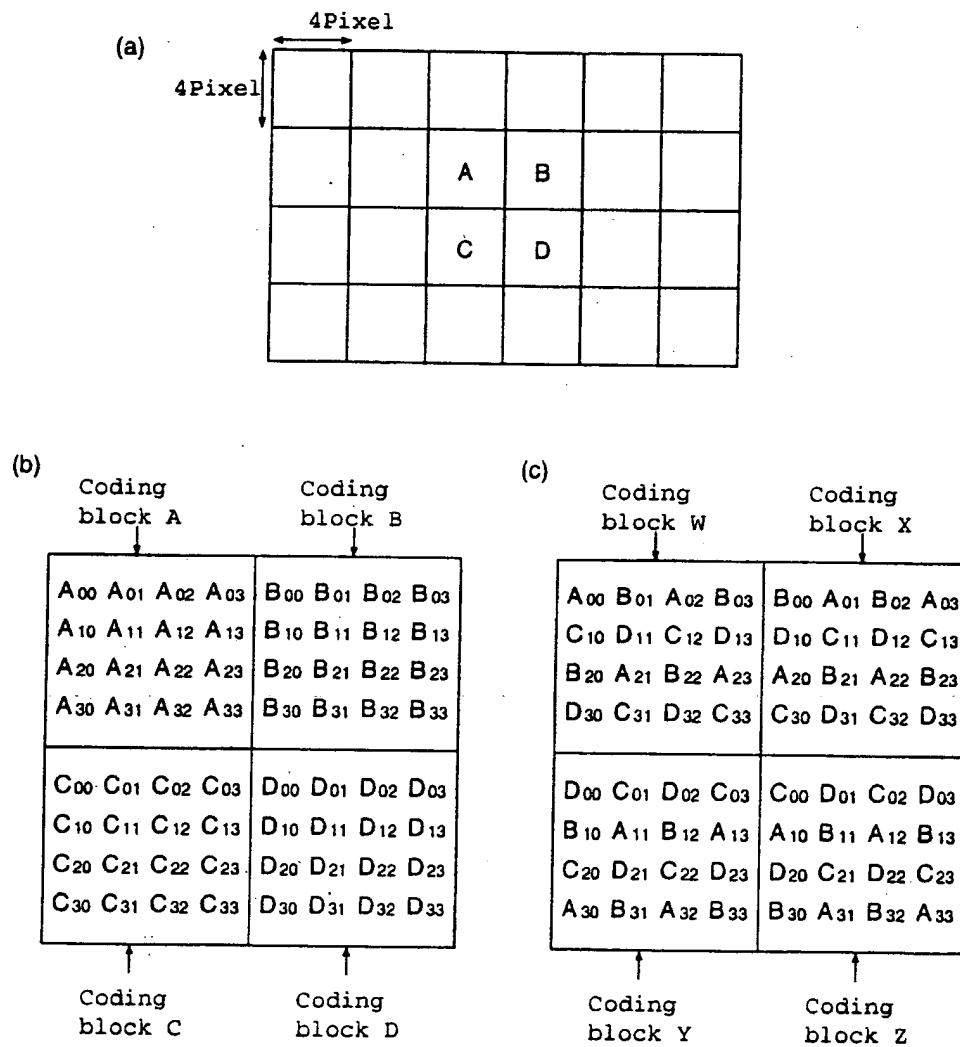 4Pixel
(a)
4Pixel
A B
C D
(b)
Coding block A
Coding block B
A00 A01 A02 A03 B00 B01 B02 B03
A10 A11 A12 A13 B10 B11 B12 B13
A20 A21 A22 A23 B20 B21 B22 B23
A30 A31 A32 A33 B30 B31 B32 B33
C00 C01 C02 C03 D00 D01 D02 D03
C10 C11 C12 C13 D10 D11 D12 D13
C20 C21 C22 C23 D20 D21 D22 D23
C30 C31 C32 C33 D30 D31 D32 D33
Coding block C
Coding block D
(c)
Coding block W
Coding block X
A00 B01 A02 B03 B00 A01 B02 A03
C10 D11 C12 D13 D10 C11 D12 C13
B20 A21 B22 A23 A20 B21 A22 B23
D30 C31 D32 C33 C30 D31 C32 D33
D00 C01 D02 C03 C00 D01 C02 D03
B10 A11 B12 A13 A10 B11 A12 B13
C20 D21 C22 D23 D20 C21 D22 C23
A30 B31 A32 B33 B30 A31 B32 A33
Coding block Y
Coding block Z